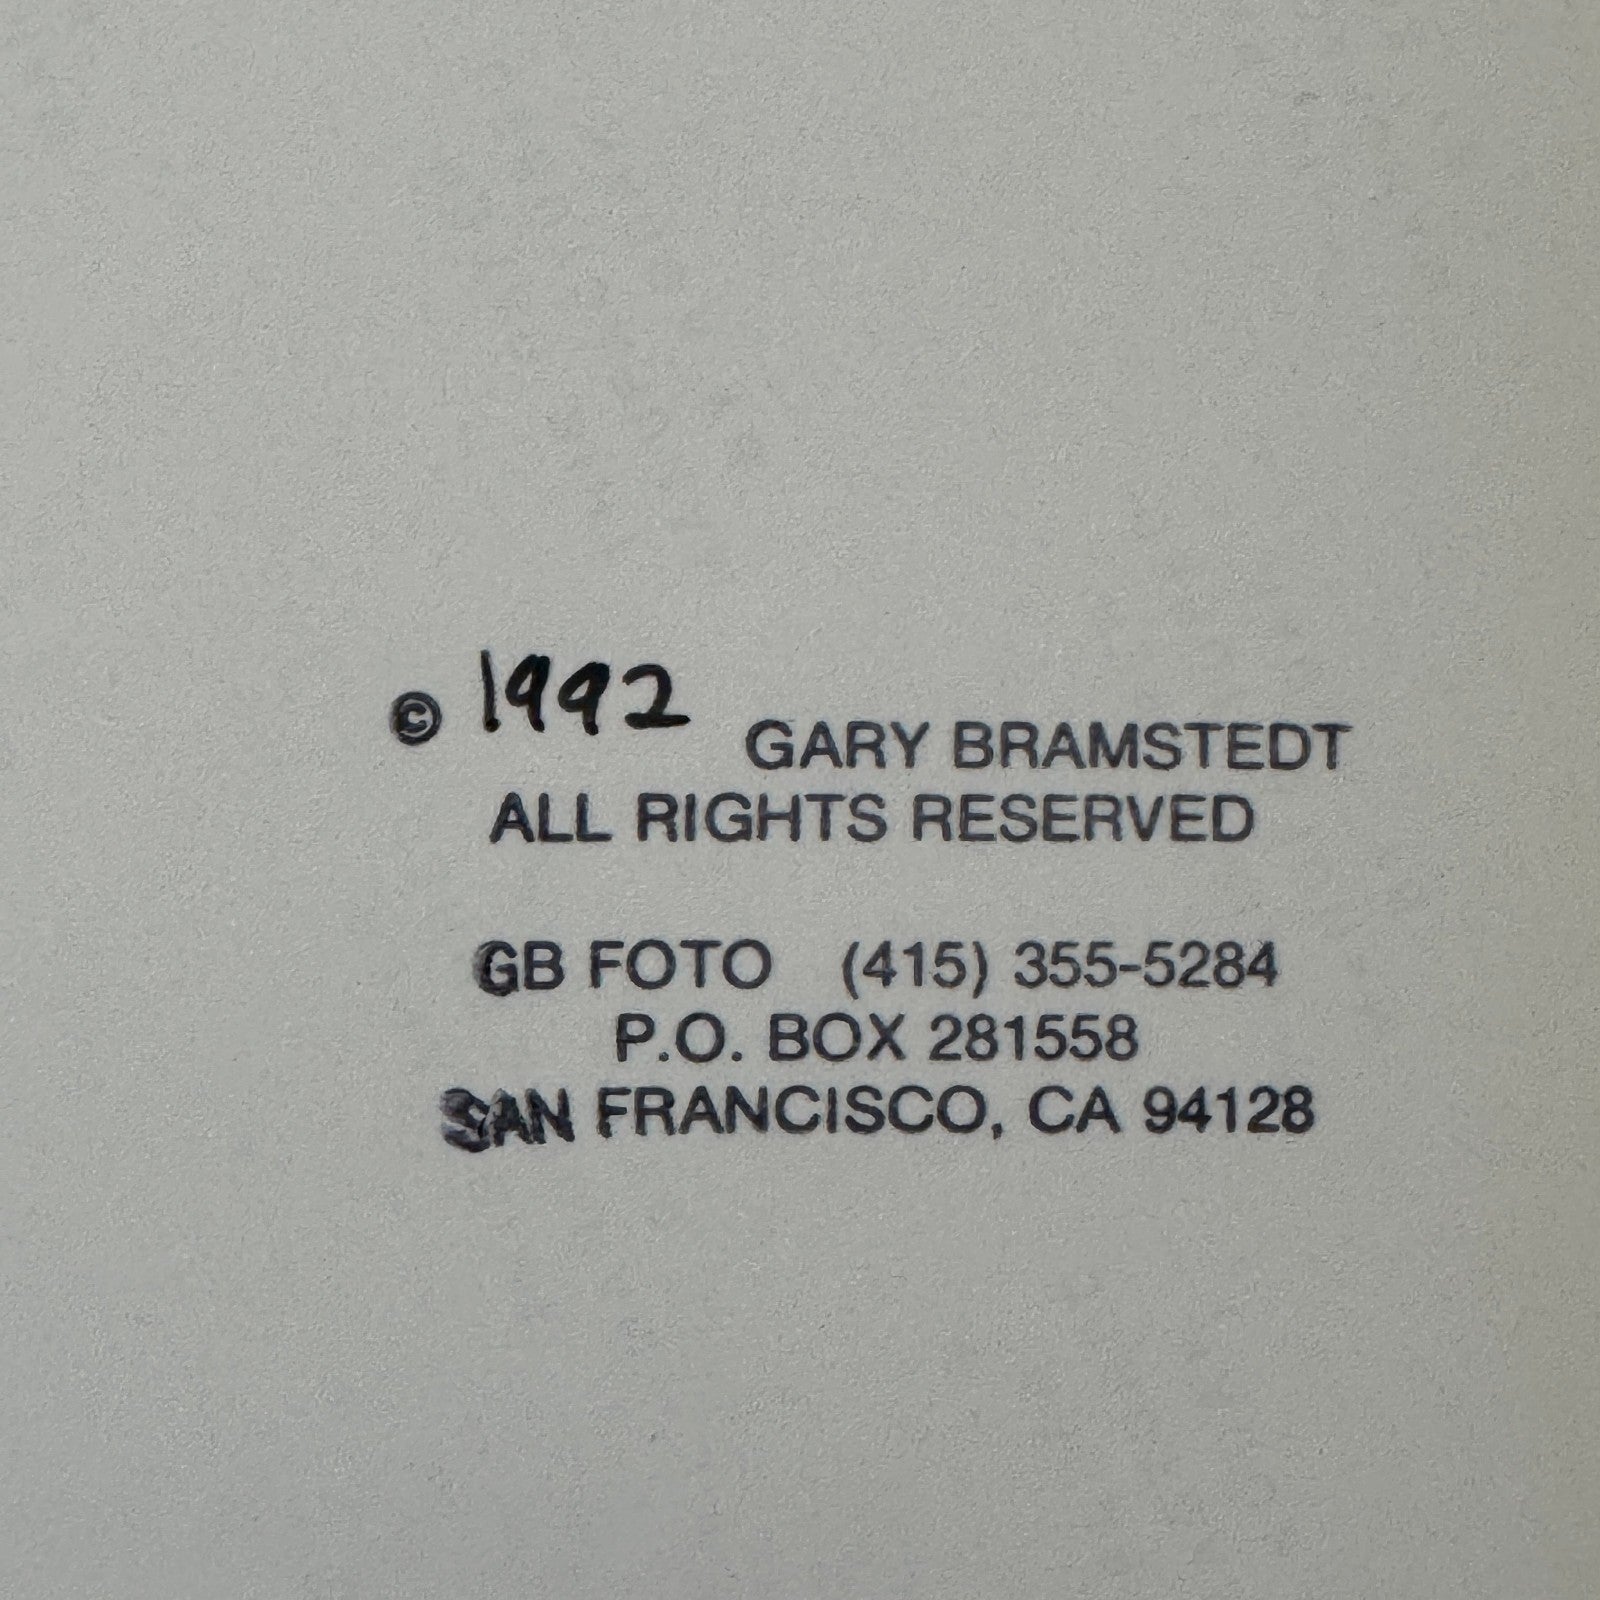 © 1992 GARY BRAMSTEDT
ALL RIGHTS RESERVED
GB FOTO (415) 355-5284
P.O. BOX 281558
SAN FRANCISCO, CA 94128